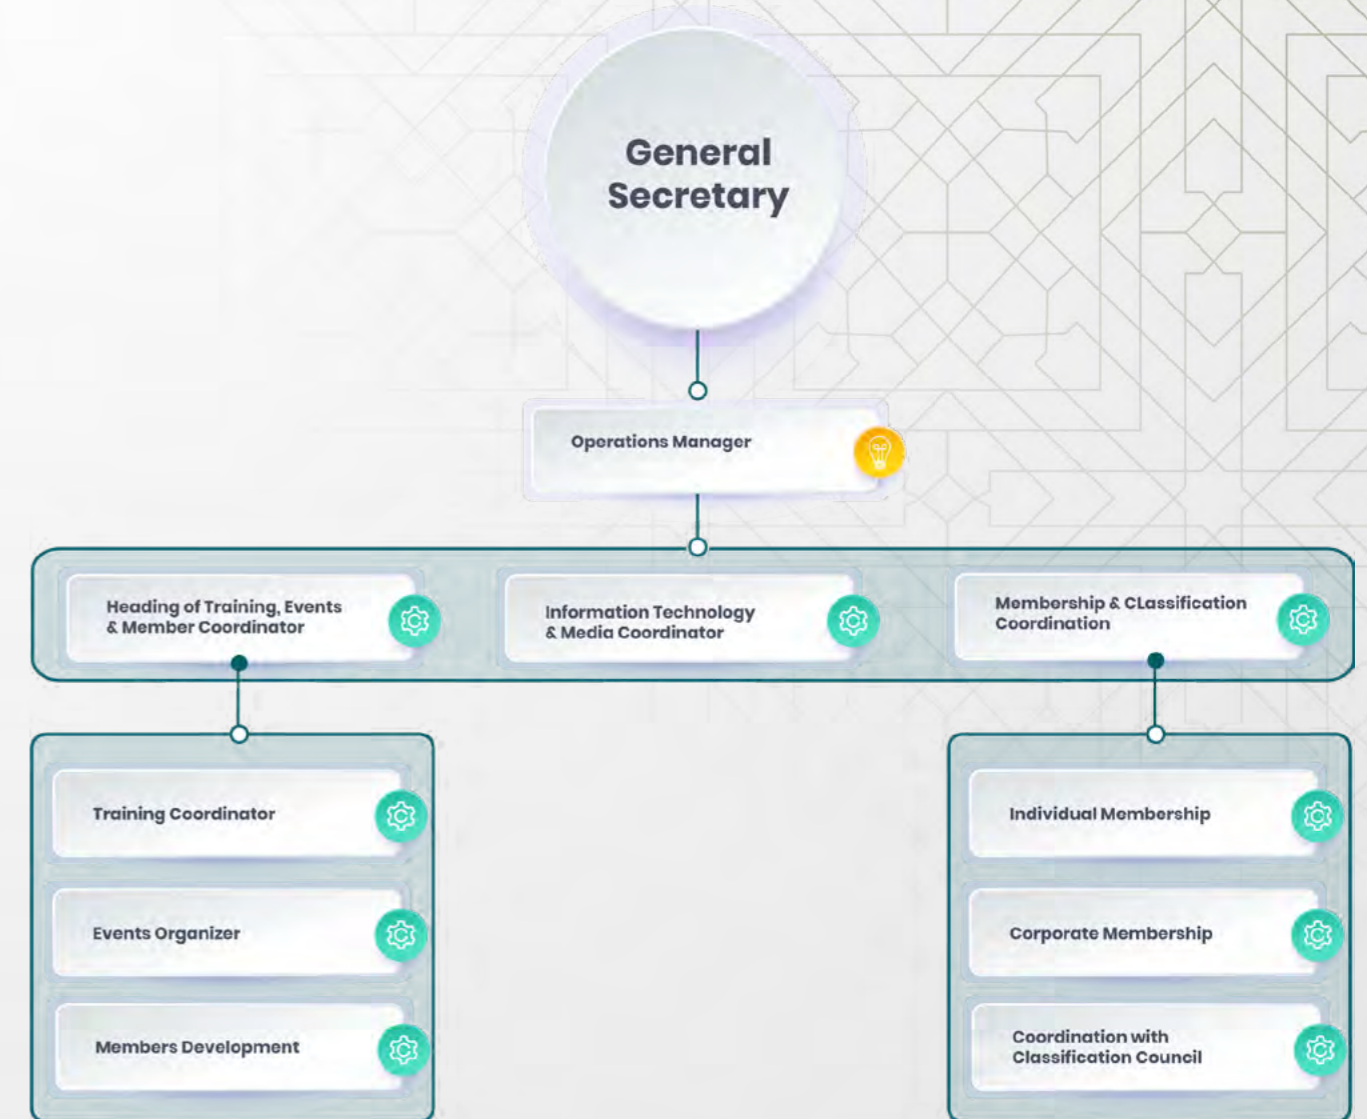 General
Secretary
Operations Manager
Heading of Training, Events
& Member Coordinator
Information Technology
& Media Coordinator
Membership & CLassification
Coordination
Training Coordinator
Events Organizer
Members Development
Individual Membership
Corporate Membership
Coordination with
Classification Council